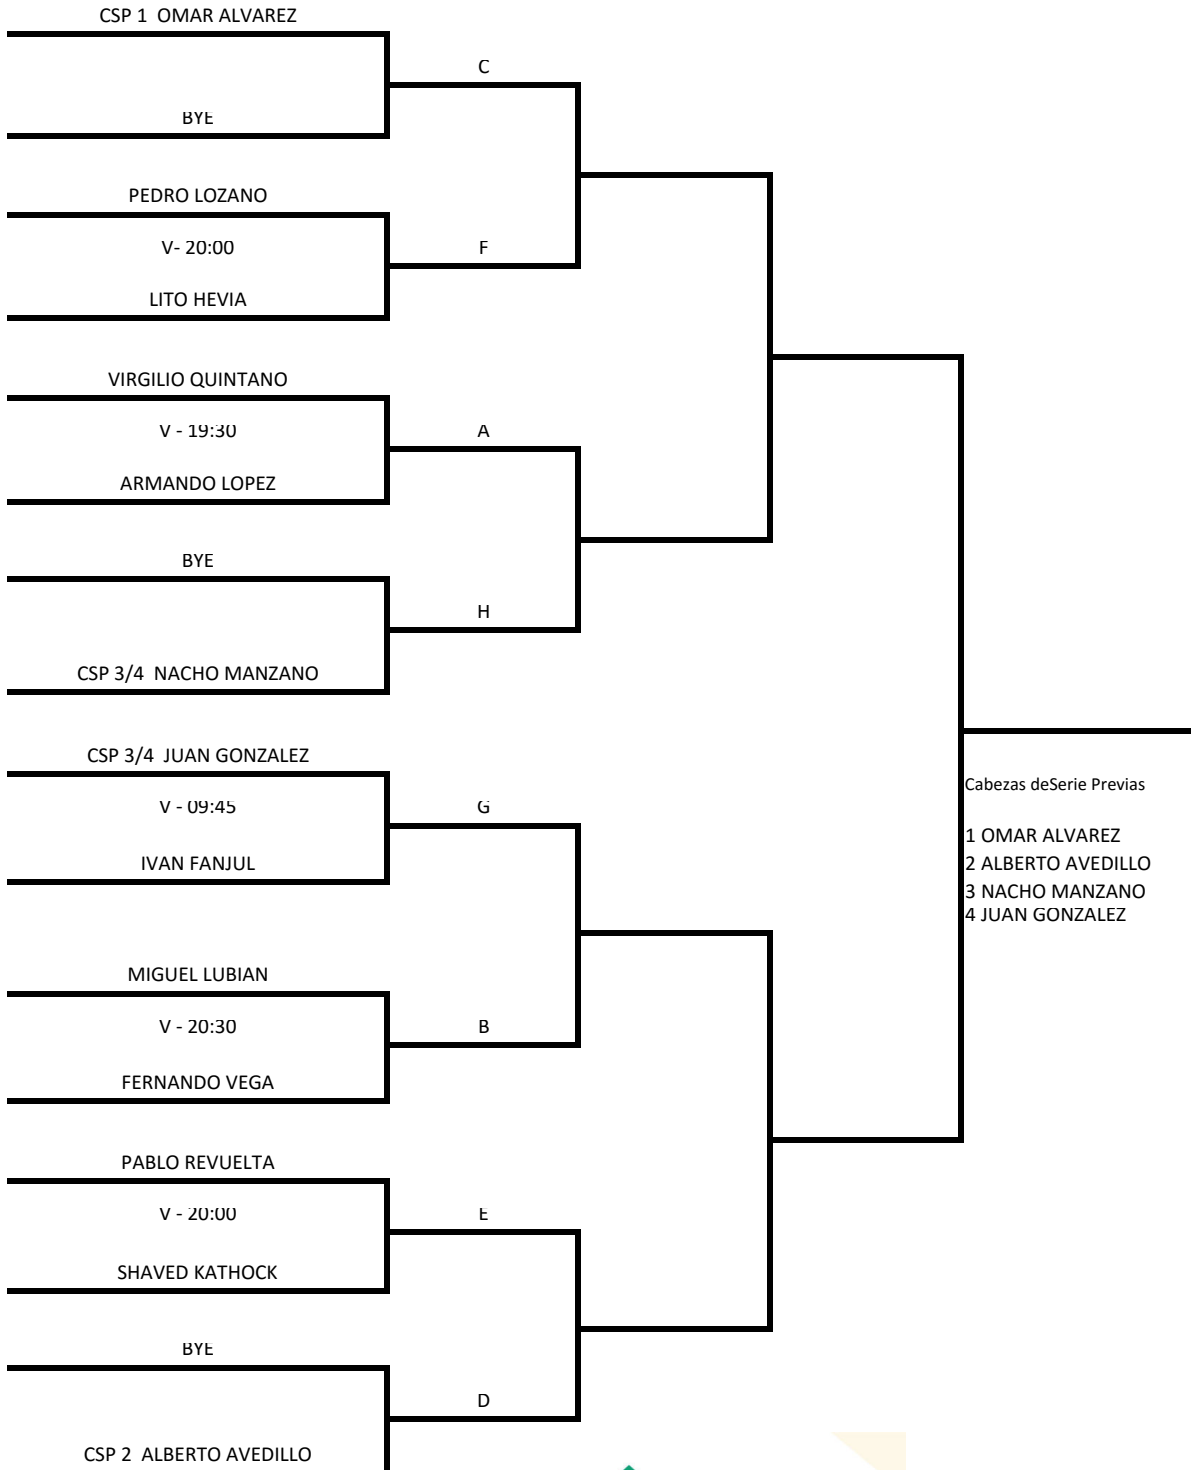 CSP 1 OMAR ALVAREZ
C
BYE
PEDRO LOZANO
V- 20:00
F
LITO HEVIA
VIRGILIO QUINTANO
V - 19:30
A
ARMANDO LOPEZ
BYE
H
CSP 3/4 NACHO MANZANO
CSP 3/4 JUAN GONZALEZ
V - 09:45
G
IVAN FANJUL
MIGUEL LUBIAN
V - 20:30
B
FERNANDO VEGA
PABLO REVUELTA
V - 20:00
E
SHAVED KATHOCK
BYE
D
CSP 2 ALBERTO AVEDILLO
Cabezas deSerie Previas
1 OMAR ALVAREZ
2 ALBERTO AVEDILLO
3 NACHO MANZANO
4 JUAN GONZALEZ